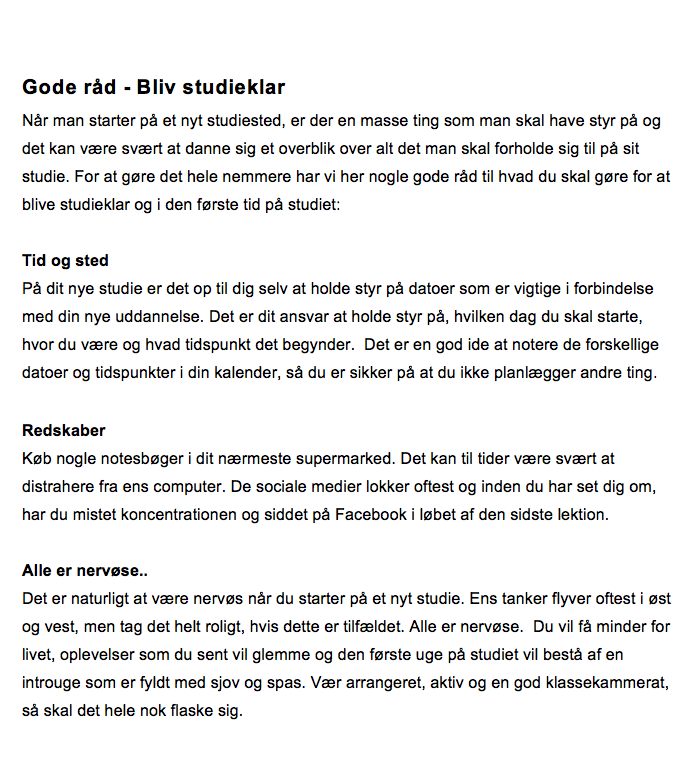 Gode råd - Bliv studieklar
Når man starter på et nyt studiested, er der en masse ting som man skal have styr på og
det kan være svært at danne sig et overblik over alt det man skal forholde sig til på sit
studie. For at gøre det hele nemmere har vi her nogle gode råd til hvad du skal gøre for at
blive studieklar og i den første tid på studiet:
Tid og sted
På dit nye studie er det op til dig selv at holde styr på datoer som er vigtige i forbindelse
med din nye uddannelse. Det er dit ansvar at holde styr på, hvilken dag du skal starte,
hvor du være og hvad tidspunkt det begynder.  Det er en god ide at notere de forskellige
datoer og tidspunkter i din kalender, så du er sikker på at du ikke planlægger andre ting.
Redskaber
Køb nogle notesbøger i dit nærmeste supermarked. Det kan til tider være svært at
distrahere fra ens computer. De sociale medier lokker oftest og inden du har set dig om,
har du mistet koncentrationen og siddet på Facebook i løbet af den sidste lektion.
Alle er nervøse..
Det er naturligt at være nervøs når du starter på et nyt studie. Ens tanker flyver oftest i øst
og vest, men tag det helt roligt, hvis dette er tilfældet. Alle er nervøse.  Du vil få minder for
livet, oplevelser som du sent vil glemme og den første uge på studiet vil bestå af en
introuge som er fyldt med sjov og spas. Vær arrangeret, aktiv og en god klassekammerat,
så skal det hele nok flaske sig.